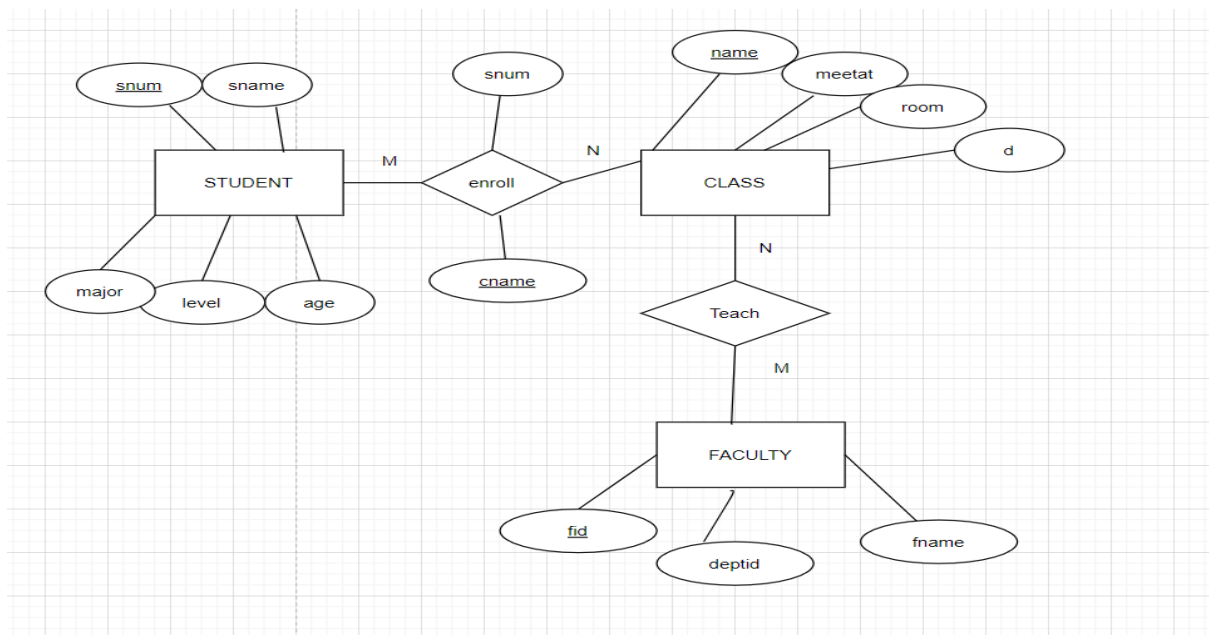 name
snum
meetat
snum
sname
room
d
M
N
STUDENT
enroll
CLASS
N
cname
major
level
age
Teach
M
FACULTY
fid
fname
deptid